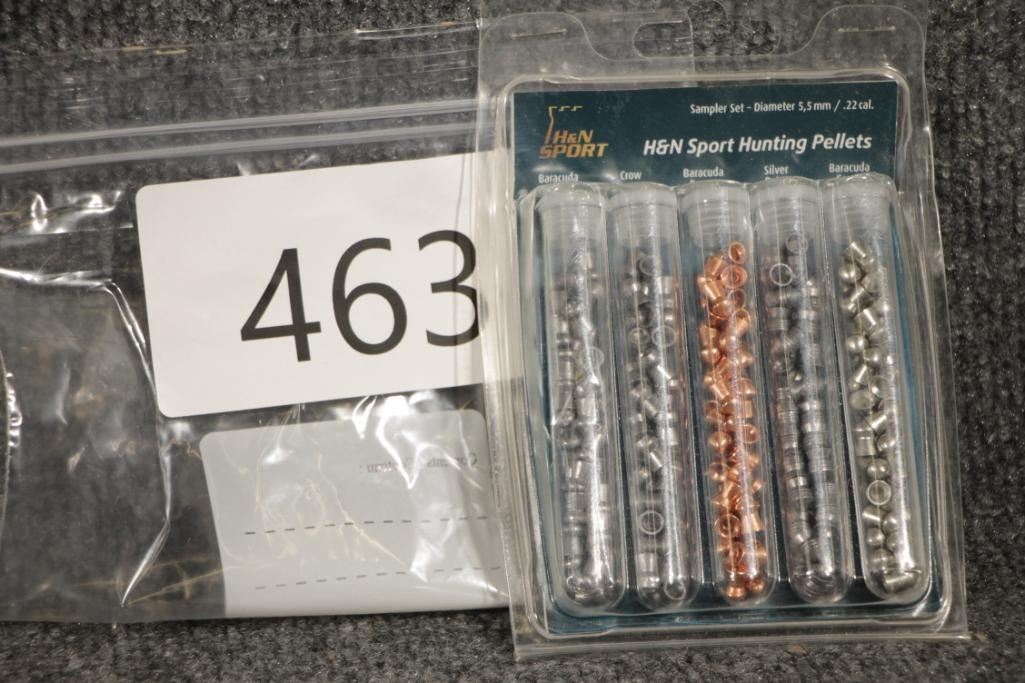 463
Sampler Set – Diameter 5,5 mm / .22 cal.
H&N
SPORT
H&N Sport Hunting Pellets
Baracuda Crow Baracuda Silver Baracuda